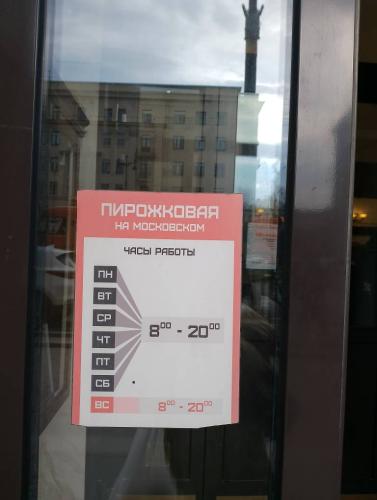 ПИРОЖКОВАЯ
НА МОСКОВСКОМ
ЧАСЫ РАБОТЫ
ПН
ВТ
СР
ЧТ
ПТ
СБ
8⁰⁰ - 20⁰⁰
ВС 8⁰⁰ - 20⁰⁰